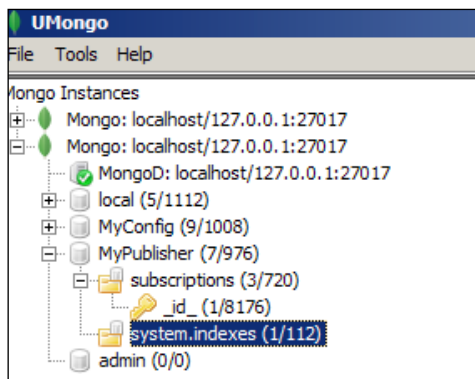 UMongo
File Tools Help
Mongo Instances
Mongo: localhost/127.0.0.1:27017
Mongo: localhost/127.0.0.1:27017
MongoD: localhost/127.0.0.1:27017
local (5/1112)
MyConfig (9/1008)
MyPublisher (7/976)
subscriptions (3/720)
_id_ (1/8176)
system.indexes (1/112)
admin (0/0)